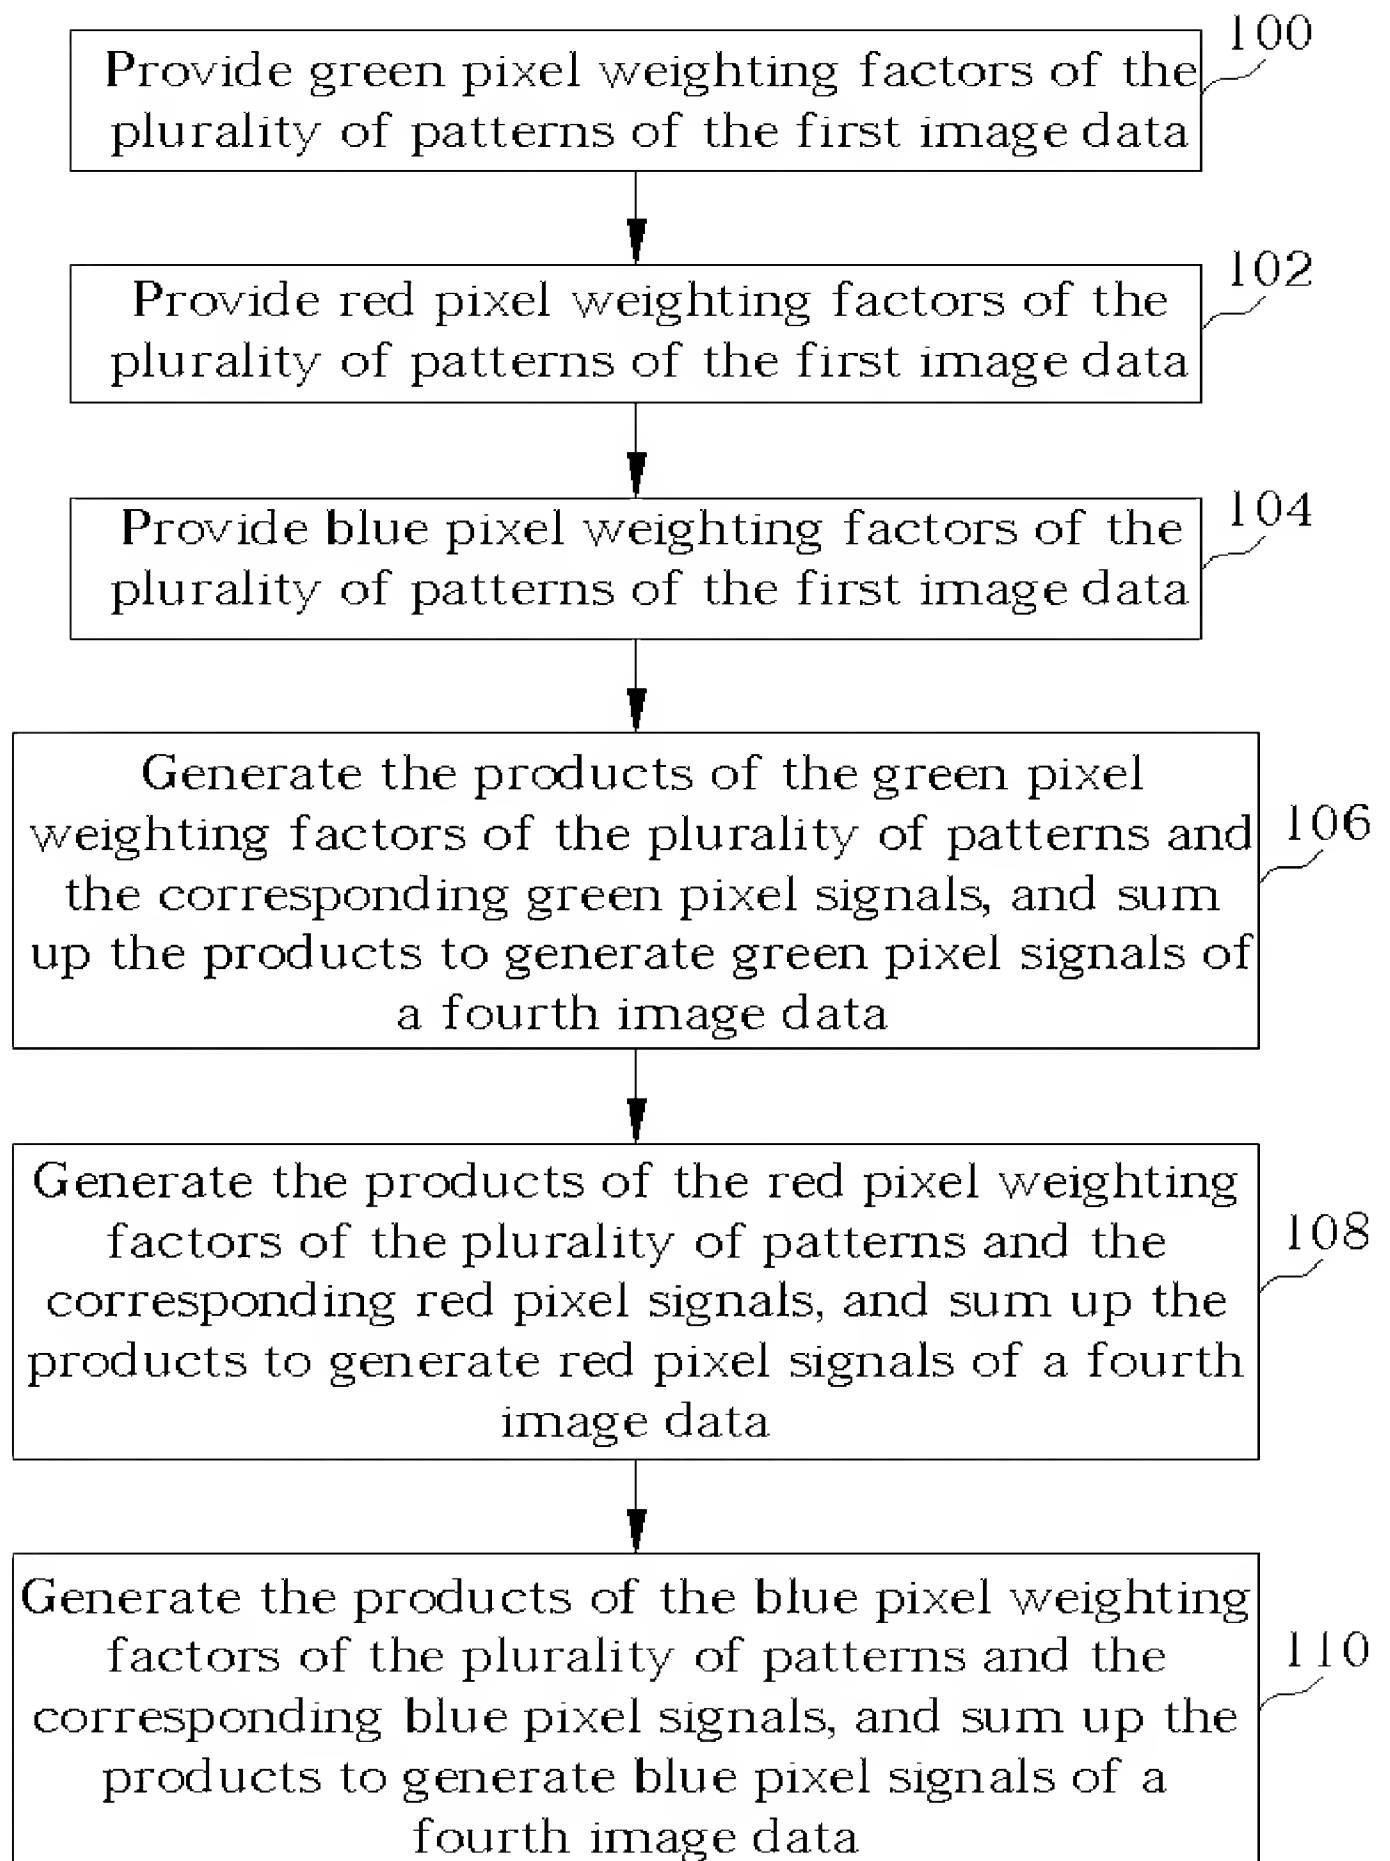 100
Provide green pixel weighting factors of the
plurality of patterns of the first image data
102
Provide red pixel weighting factors of the
plurality of patterns of the first image data
104
Provide blue pixel weighting factors of the
plurality of patterns of the first image data
Generate the products of the green pixel
weighting factors of the plurality of patterns and
the corresponding green pixel signals, and sum
up the products to generate green pixel signals of
a fourth image data
106
Generate the products of the red pixel weighting
factors of the plurality of patterns and the
corresponding red pixel signals, and sum up the
products to generate red pixel signals of a fourth
image data
108
Generate the products of the blue pixel weighting
factors of the plurality of patterns and the
corresponding blue pixel signals, and sum up the
products to generate blue pixel signals of a
fourth image data
110